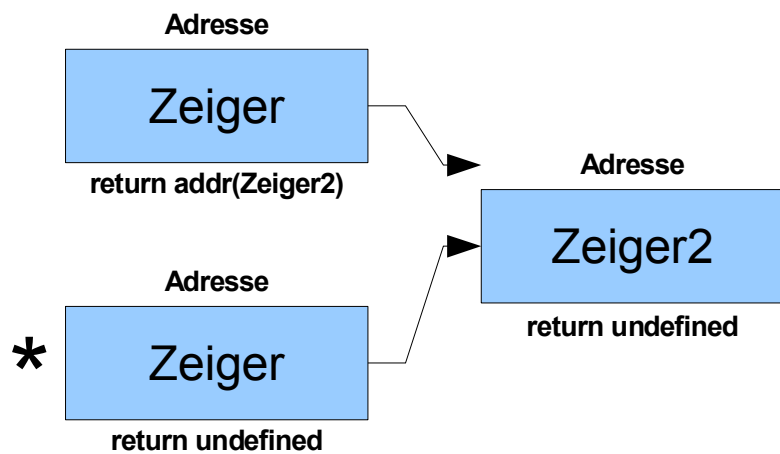 Adresse
Zeiger
return addr(Zeiger2)
Adresse
Zeiger2
return undefined
Adresse
*
Zeiger
return undefined